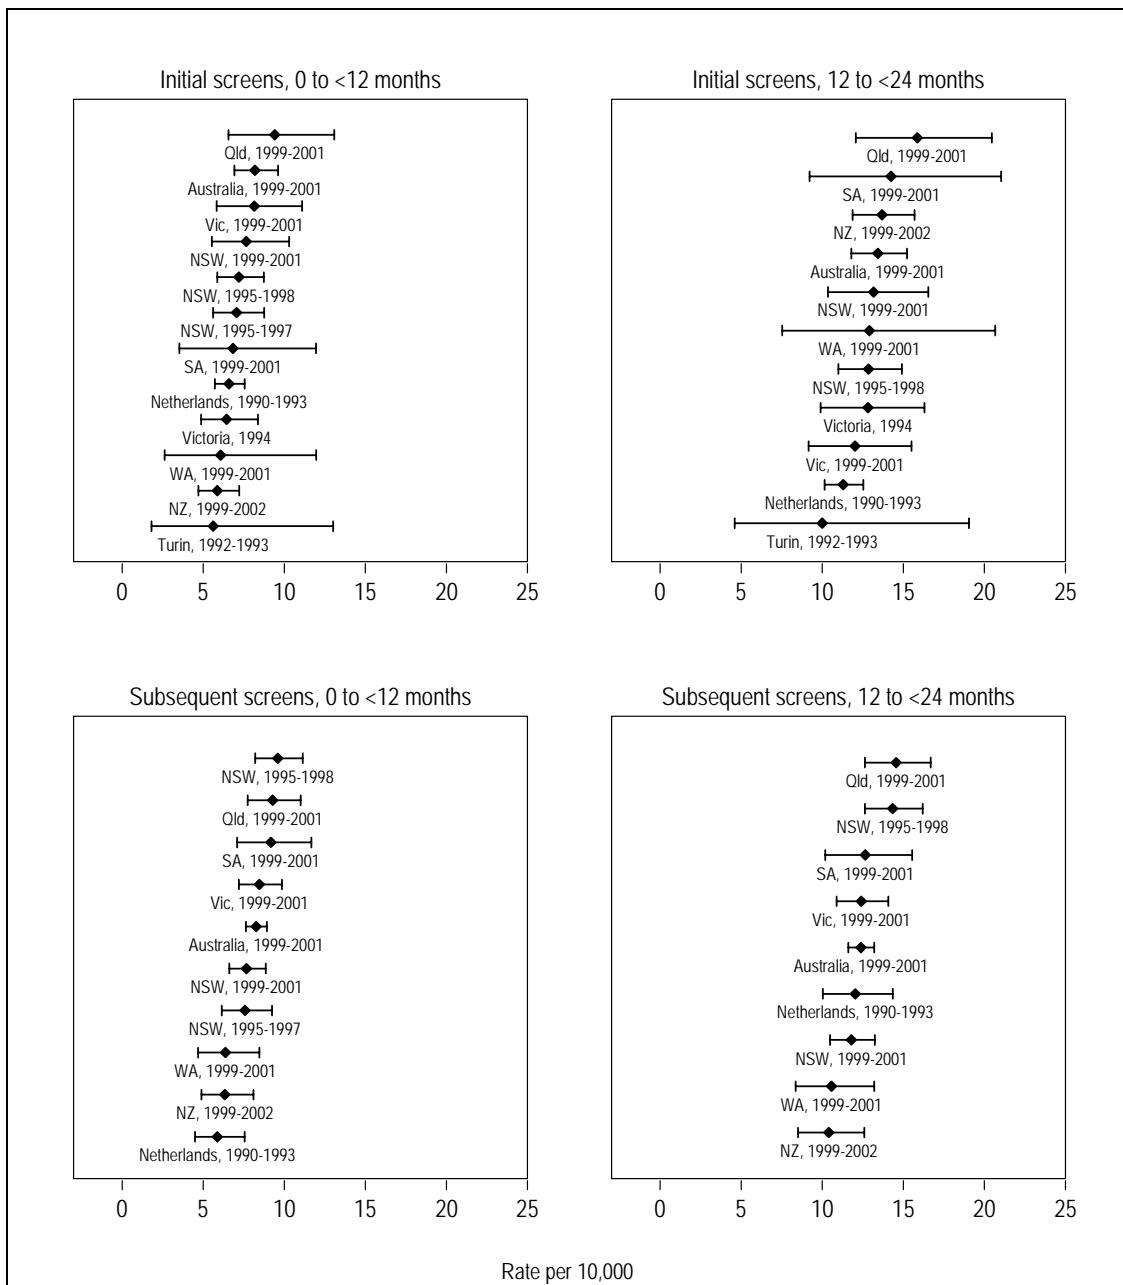 Initial screens, 0 to <12 months
Qld, 1999-2001
Australia, 1999-2001
Vic, 1999-2001
NSW, 1999-2001
NSW, 1995-1998
NSW, 1995-1997
SA, 1999-2001
Netherlands, 1990-1993
Victoria, 1994
WA, 1999-2001
NZ, 1999-2002
Turin, 1992-1993
0 5 10 15 20 25
Initial screens, 12 to <24 months
Qld, 1999-2001
SA, 1999-2001
NZ, 1999-2002
Australia, 1999-2001
NSW, 1999-2001
WA, 1999-2001
NSW, 1995-1998
Victoria, 1994
Vic, 1999-2001
Netherlands, 1990-1993
Turin, 1992-1993
0 5 10 15 20 25
Subsequent screens, 0 to <12 months
NSW, 1995-1998
Qld, 1999-2001
SA, 1999-2001
Vic, 1999-2001
Australia, 1999-2001
NSW, 1999-2001
NSW, 1995-1997
WA, 1999-2001
NZ, 1999-2002
Netherlands, 1990-1993
0 5 10 15 20 25
Subsequent screens, 12 to <24 months
Qld, 1999-2001
NSW, 1995-1998
SA, 1999-2001
Vic, 1999-2001
Australia, 1999-2001
Netherlands, 1990-1993
NSW, 1999-2001
WA, 1999-2001
NZ, 1999-2002
0 5 10 15 20 25
Rate per 10,000